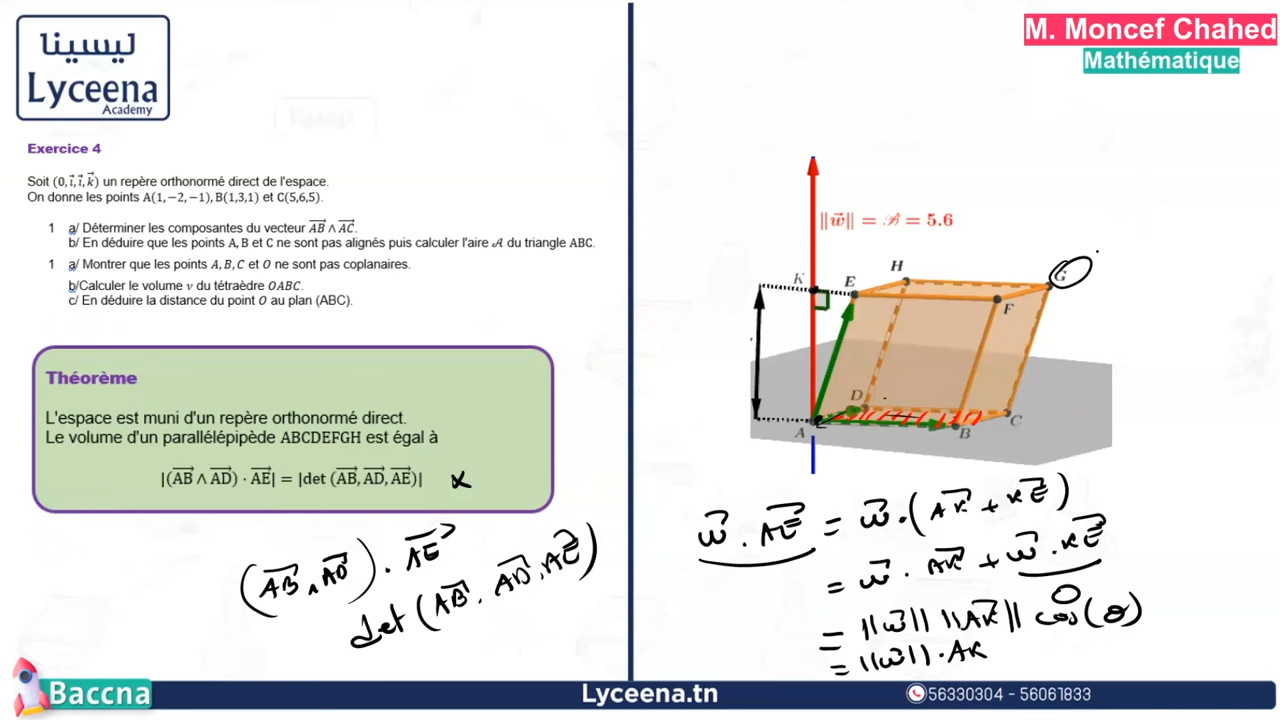 ليسينا
Lyceena
Academy
M. Moncef Chahed
Mathématique
Exercice 4
Soit (0, i⃗, i⃗, k⃗) un repère orthonormé direct de l'espace.
On donne les points A(1,−2,−1), B(1,3,1) et C(5,6,5).
1 a/ Déterminer les composantes du vecteur A͞B⃗ ∧ A͞C⃗.
b/ En déduire que les points A, B et C ne sont pas alignés puis calculer l'aire 𝒜 du triangle ABC.
1 a/ Montrer que les points A, B, C et O ne sont pas coplanaires.
b/Calculer le volume v du tétraèdre OABC.
c/ En déduire la distance du point O au plan (ABC).
Théorème
L'espace est muni d'un repère orthonormé direct.
Le volume d'un parallélépipède ABCDEFGH est égal à
|(AB⃗ ∧ AD⃗) · AE⃗| = |det (AB⃗, AD⃗, AE⃗)|
(AB⃗ ∧ AD⃗) . AE⃗
det (AB⃗ . AD⃗ , AE⃗)
‖w⃗‖ = ℬ = 5.6
K
E
H
G
F
D
A
B
C
w⃗ . AE⃗ = w⃗ . (AK⃗ + KE⃗)
= w⃗ . AK⃗ + w⃗ . KE⃗
0
= ‖w⃗‖ ‖AK⃗‖ cos(θ)
= ‖w⃗‖ . AK
Baccna
Lyceena.tn
56330304 - 56061833